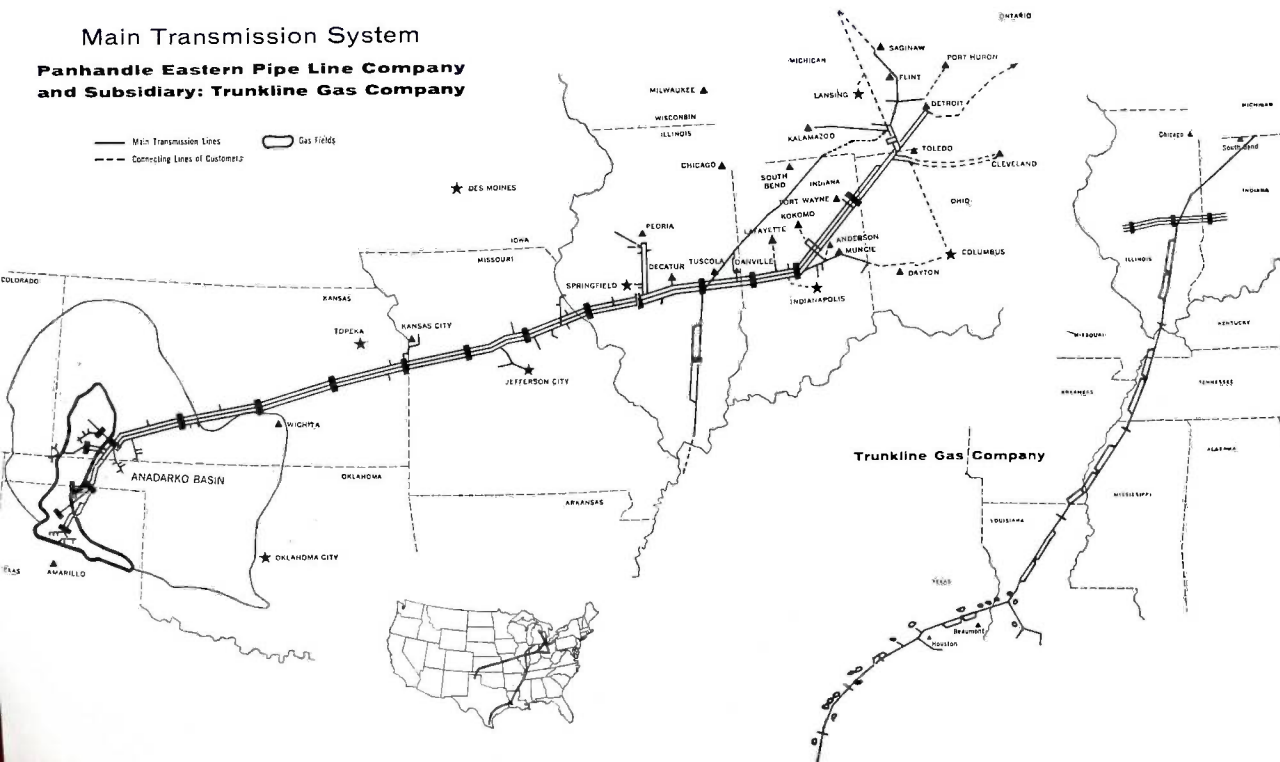 Main Transmission System
Panhandle Eastern Pipe Line Company
and Subsidiary: Trunkline Gas Company
Main Transmission Lines
Gas Fields
Connecting Lines of Customers
ONTARIO
SAGINAW
MICHIGAN
PORT HURON
FLINT
LANSING
DETROIT
MILWAUKEE
WISCONSIN
ILLINOIS
KALAMAZOO
TOLEDO
CLEVELAND
CHICAGO
SOUTH
BEND
INDIANA
FORT WAYNE
OHIO
KOKOMO
DES MOINES
LAFAYETTE
PEORIA
ANDERSON
MUNCIE
COLUMBUS
IOWA
MISSOURI
DECATUR
TUSCOLA
DANVILLE
DAYTON
SPRINGFIELD
INDIANAPOLIS
COLORADO
KANSAS
TOPEKA
KANSAS CITY
JEFFERSON CITY
WICHITA
ANADARKO BASIN
OKLAHOMA
ARKANSAS
OKLAHOMA CITY
AMARILLO
MICHIGAN
Chicago
South Bend
INDIANA
ILLINOIS
KENTUCKY
MISSOURI
TENNESSEE
ARKANSAS
Trunkline Gas Company
ALABAMA
MISSISSIPPI
LOUISIANA
TEXAS
Beaumont
Houston